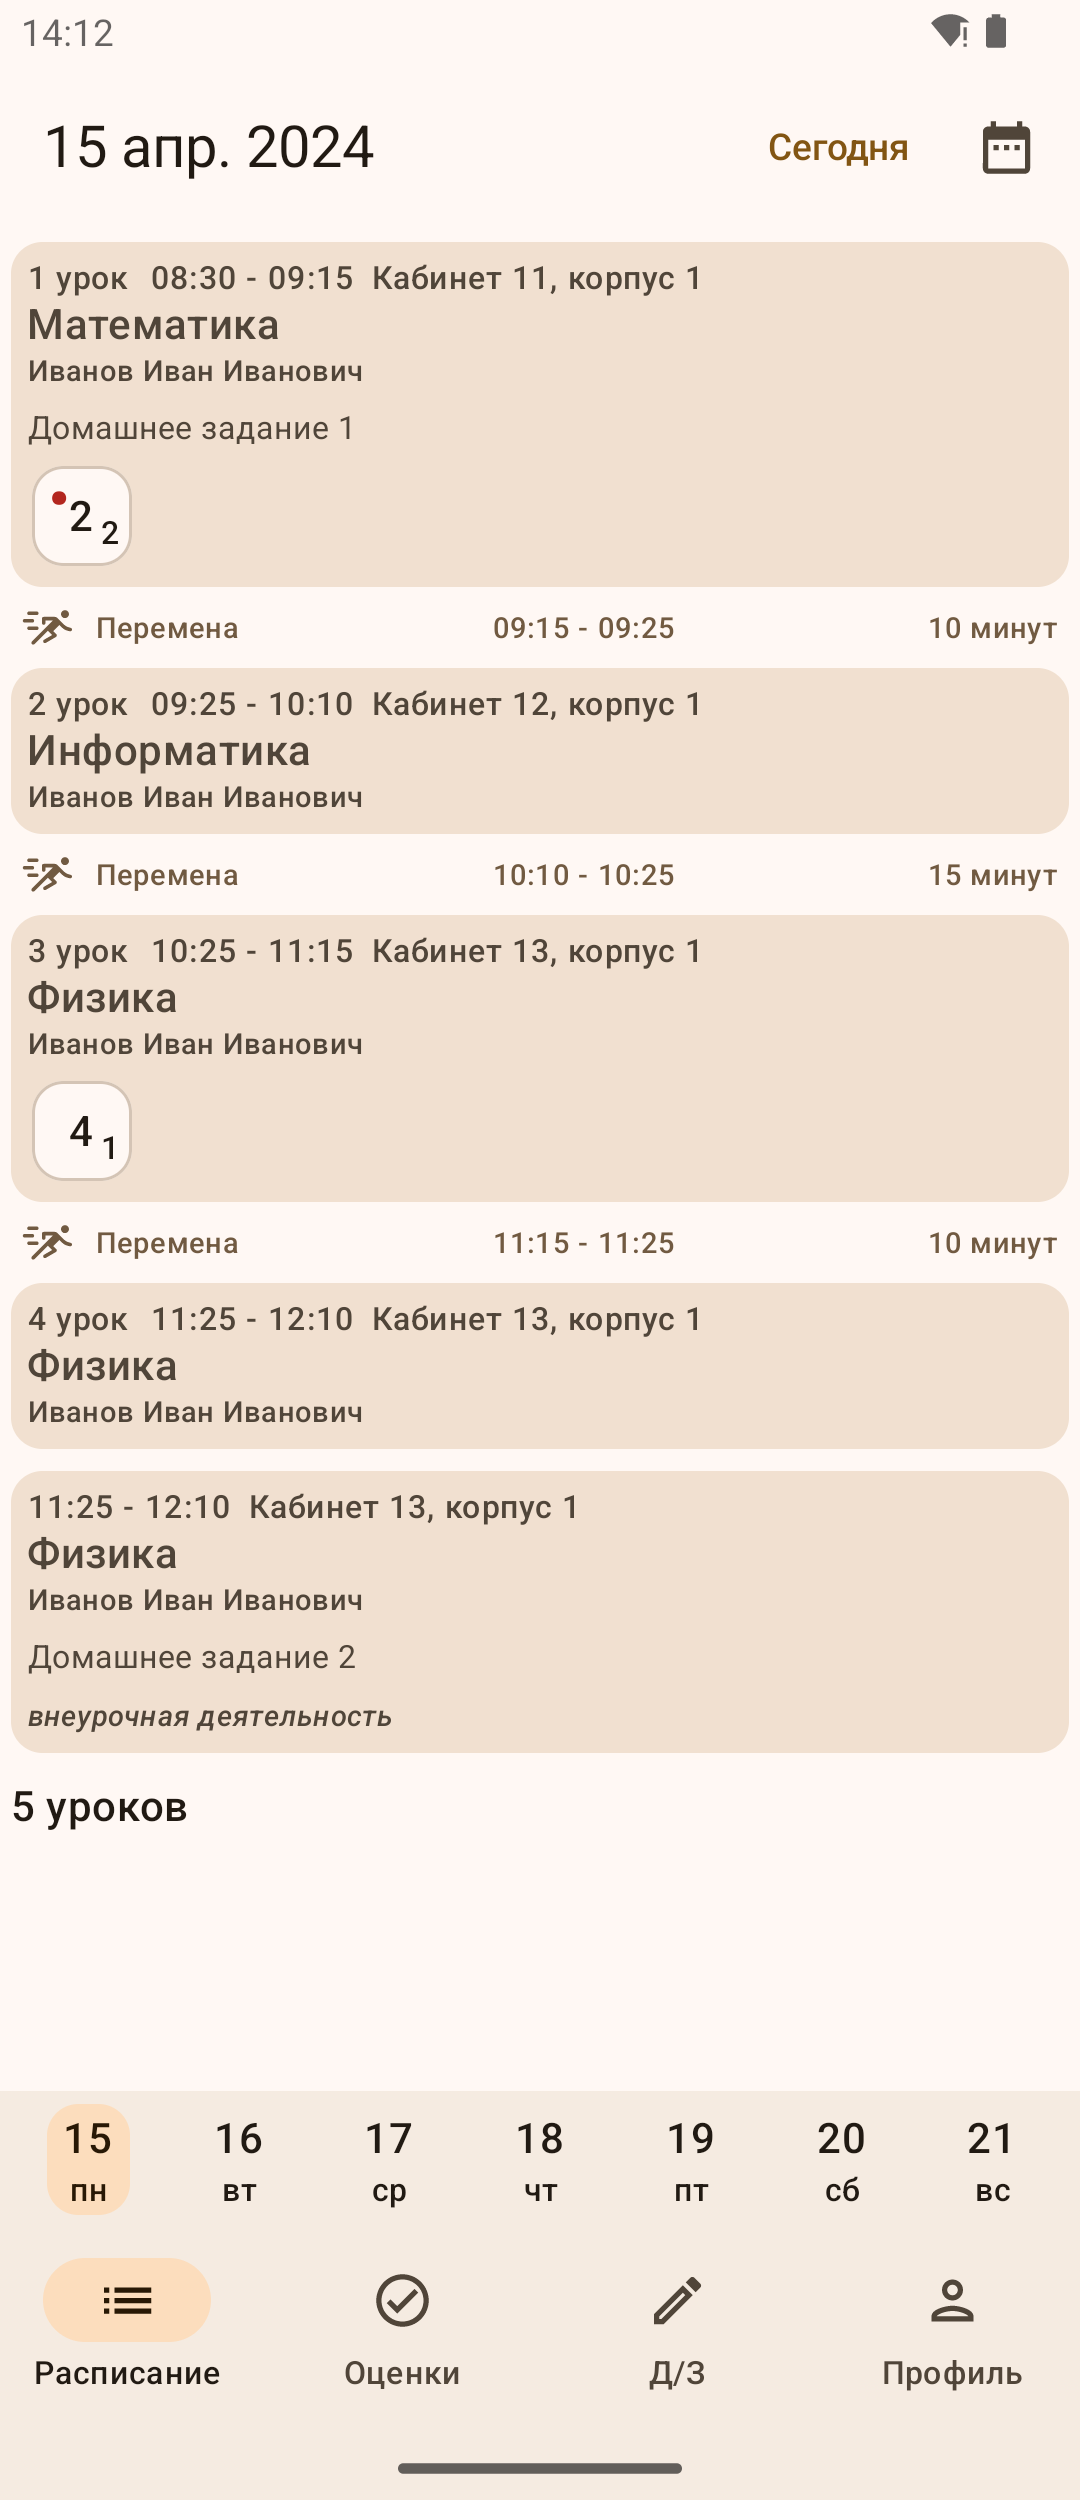 14:12
15 апр. 2024
Сегодня
1 урок 08:30 - 09:15 Кабинет 11, корпус 1
Математика
Иванов Иван Иванович
Домашнее задание 1
2 2
Перемена 09:15 - 09:25 10 минут
2 урок 09:25 - 10:10 Кабинет 12, корпус 1
Информатика
Иванов Иван Иванович
Перемена 10:10 - 10:25 15 минут
3 урок 10:25 - 11:15 Кабинет 13, корпус 1
Физика
Иванов Иван Иванович
4 1
Перемена 11:15 - 11:25 10 минут
4 урок 11:25 - 12:10 Кабинет 13, корпус 1
Физика
Иванов Иван Иванович
11:25 - 12:10 Кабинет 13, корпус 1
Физика
Иванов Иван Иванович
Домашнее задание 2
внеурочная деятельность
5 уроков
15 16 17 18 19 20 21
пн вт ср чт пт сб вс
Расписание Оценки Д/З Профиль